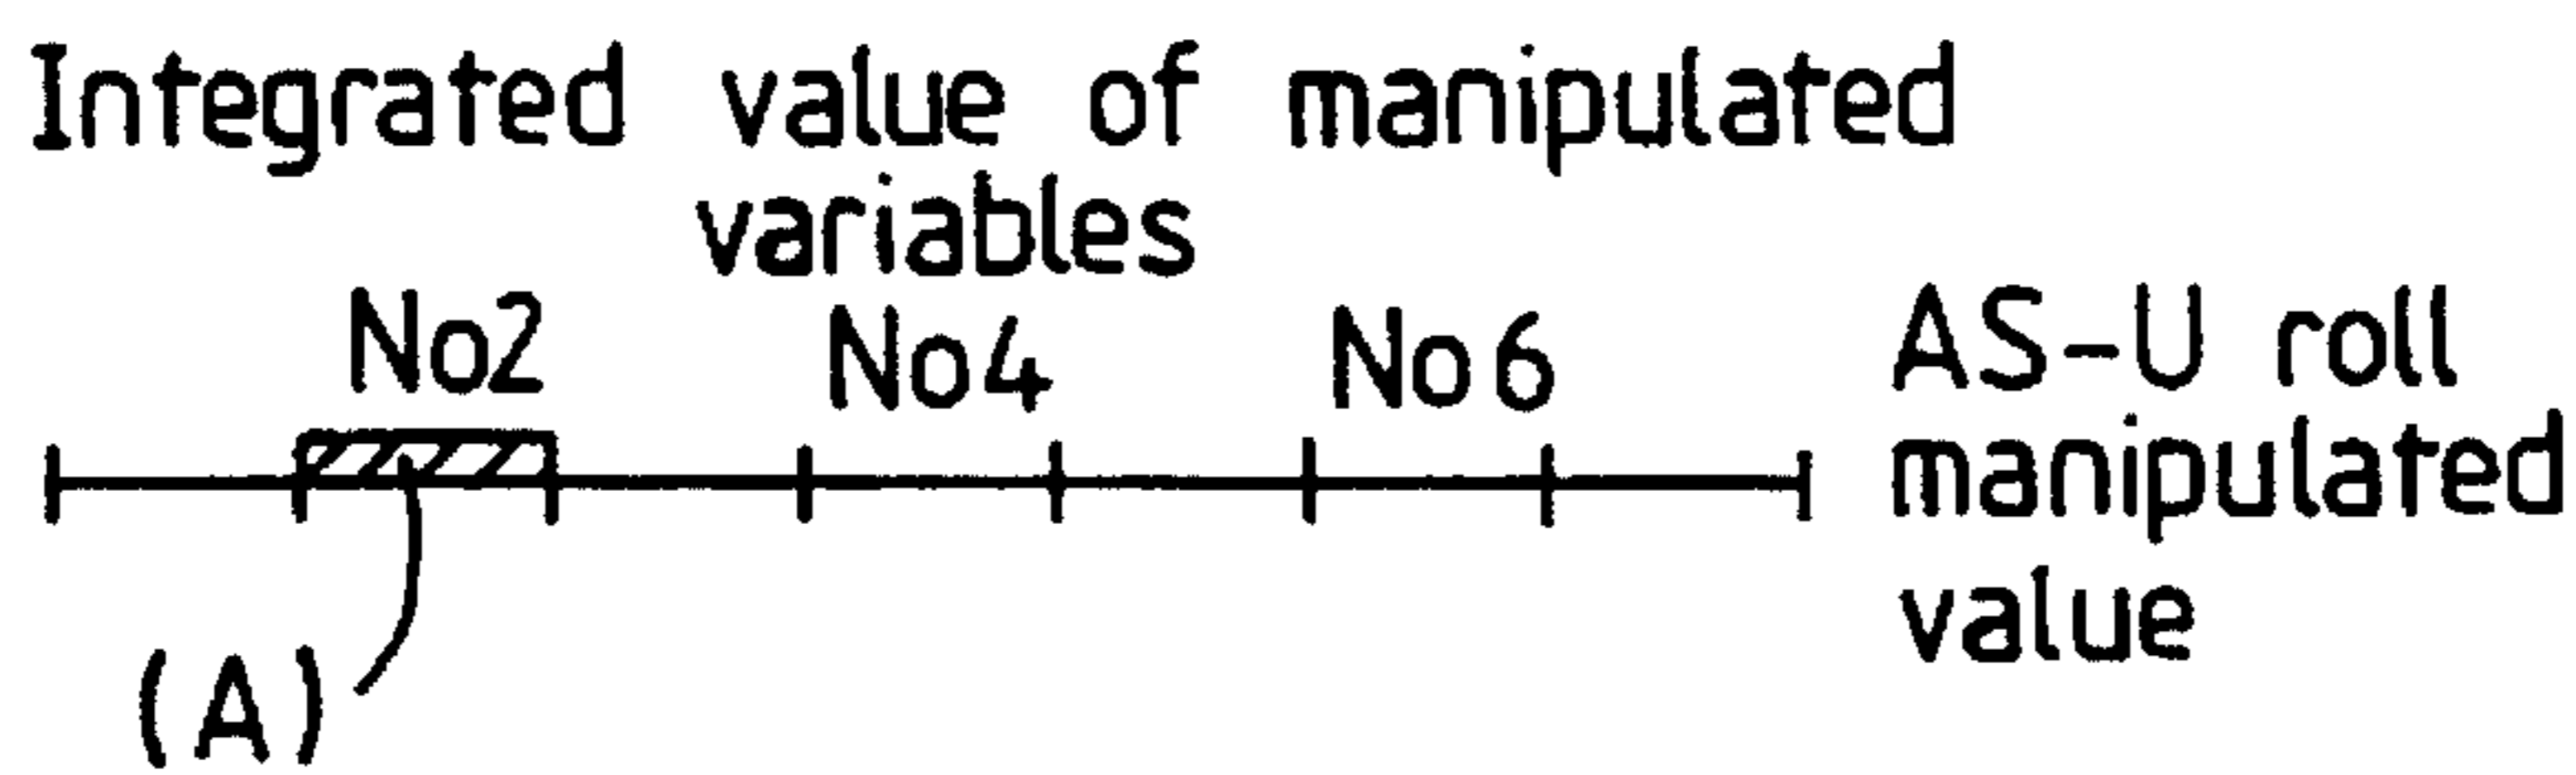 Integrated value of manipulated
variables
No2 No4 No6
AS-U roll
manipulated
value
(A)